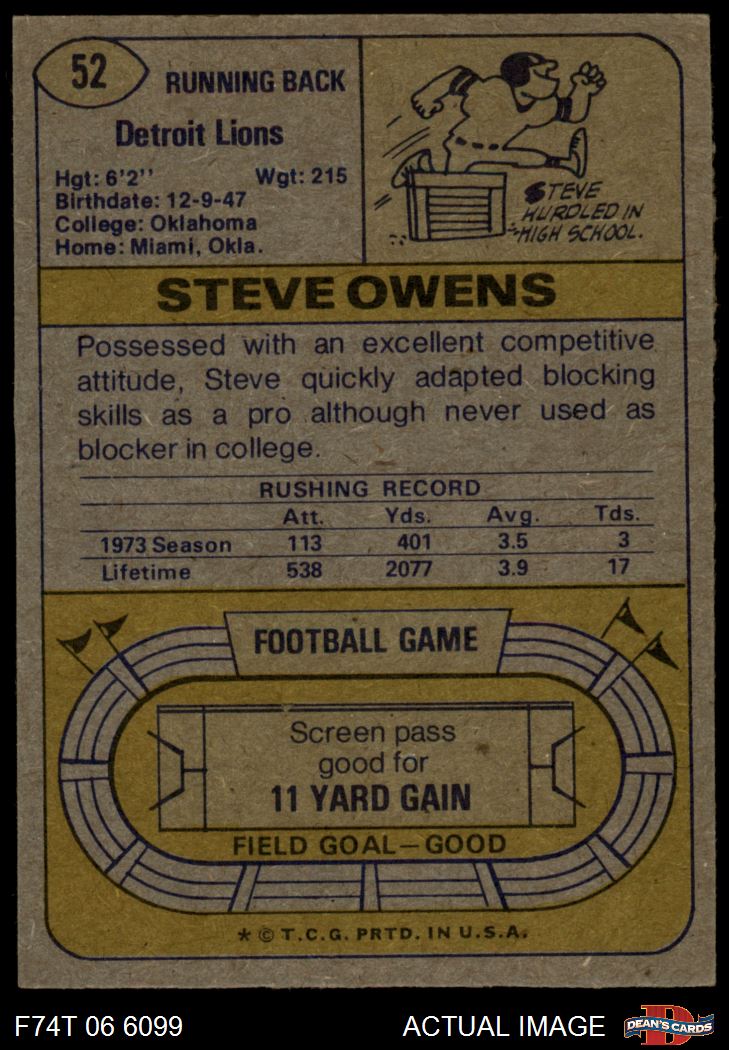 52
RUNNING BACK
Detroit Lions
Hgt: 6'2'' Wgt: 215
Birthdate: 12-9-47
College: Oklahoma
Home: Miami, Okla.
STEVE
HURDLED IN
HIGH SCHOOL.
STEVE OWENS
Possessed with an excellent competitive
attitude, Steve quickly adapted blocking
skills as a pro although never used as
blocker in college.
RUSHING RECORD
Att. Yds. Avg. Tds.
1973 Season 113 401 3.5 3
Lifetime 538 2077 3.9 17
FOOTBALL GAME
Screen pass
good for
11 YARD GAIN
FIELD GOAL—GOOD
* © T.C.G. PRTD. IN U.S.A.
F74T 06 6099 ACTUAL IMAGE
D
DEAN'S CARDS